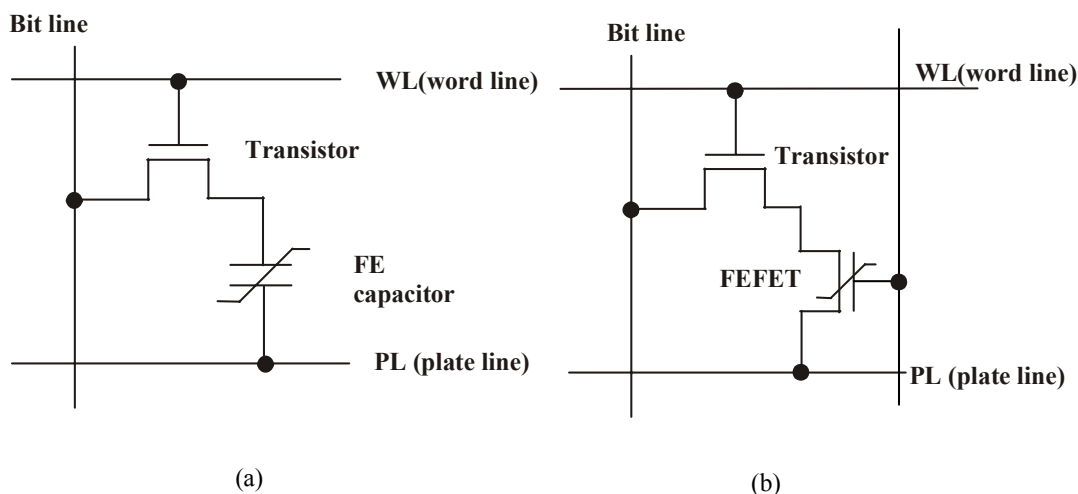 Bit line
WL(word line)
Transistor
FE
capacitor
PL (plate line)
(a)
Bit line
WL(word line)
Transistor
FEFET
PL (plate line)
(b)